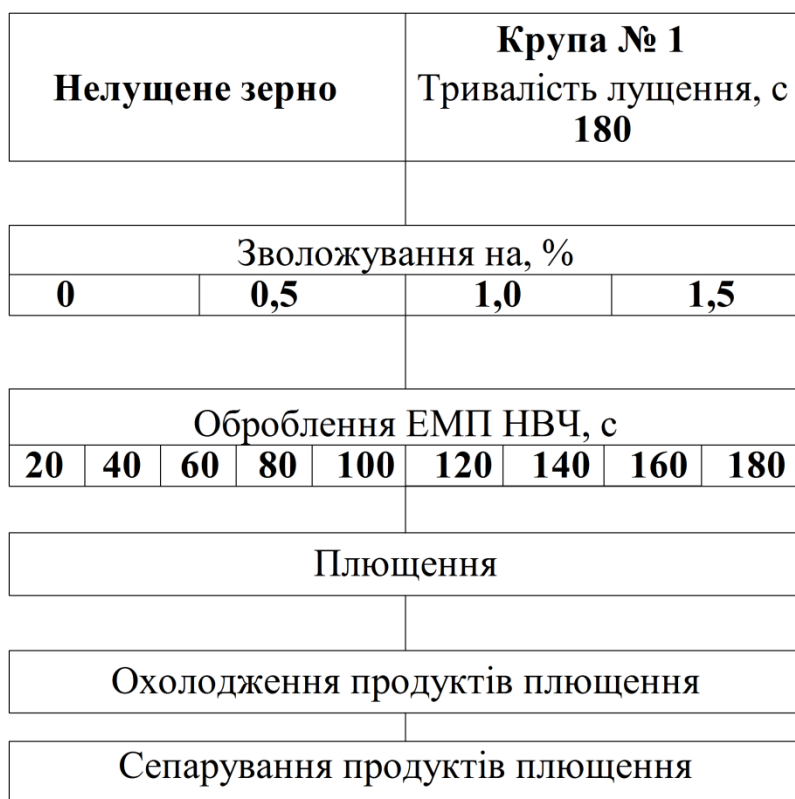 Нелущене зерно
Крупа № 1
Тривалість лущення, с
180
Зволожування на, %
0 0,5 1,0 1,5
Оброблення ЕМП НВЧ, с
20 40 60 80 100 120 140 160 180
Плющення
Охолодження продуктів плющення
Сепарування продуктів плющення